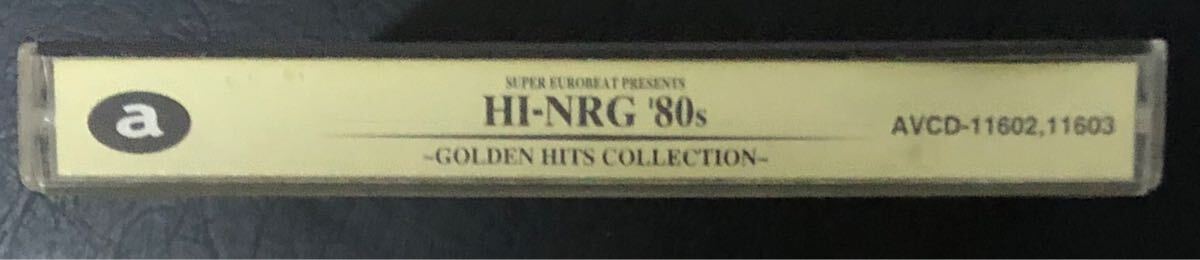 a
SUPER EUROBEAT PRESENTS
HI-NRG '80s
~GOLDEN HITS COLLECTION~
AVCD-11602,11603